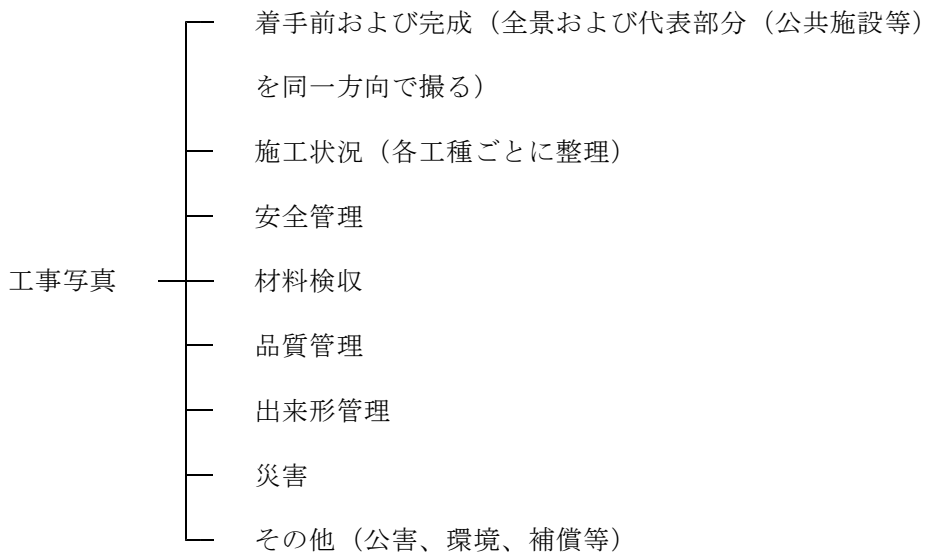 着手前および完成（全景および代表部分（公共施設等）
を同一方向で撮る）
施工状況（各工種ごとに整理）
安全管理
工事写真
材料検収
品質管理
出来形管理
災害
その他（公害、環境、補償等）